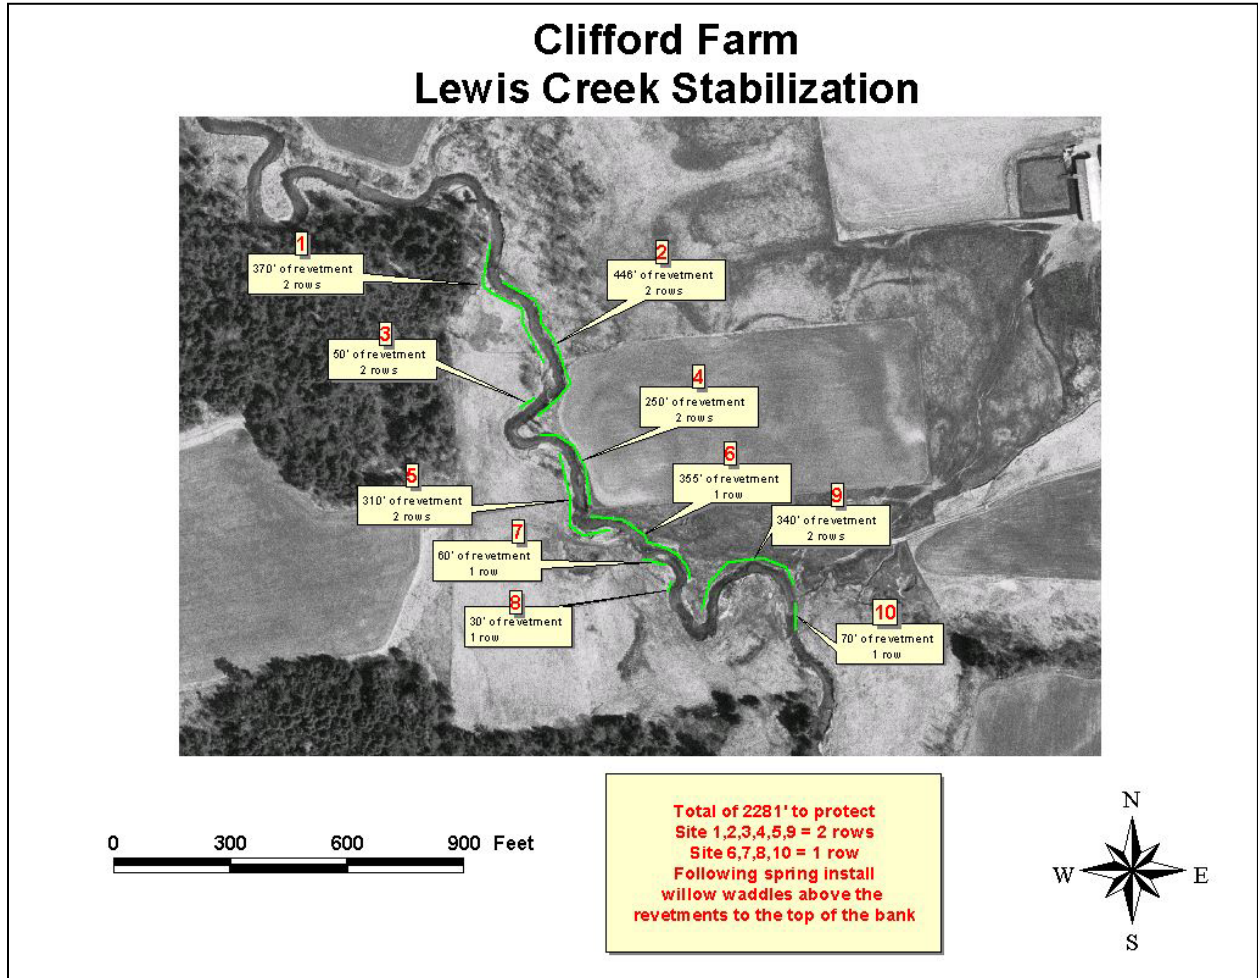 Clifford Farm
Lewis Creek Stabilization
1
370' of revetment
2 rows
2
446' of revetment
2 rows
3
50' of revetment
2 rows
4
250' of revetment
2 rows
5
310' of revetment
2 rows
6
355' of revetment
1 row
7
60' of revetment
1 row
8
30' of revetment
1 row
9
340' of revetment
2 rows
10
70' of revetment
1 row
0 300 600 900 Feet
Total of 2281' to protect
Site 1,2,3,4,5,9 = 2 rows
Site 6,7,8,10 = 1 row
Following spring install
willow waddles above the
revetments to the top of the bank
N
W E
S